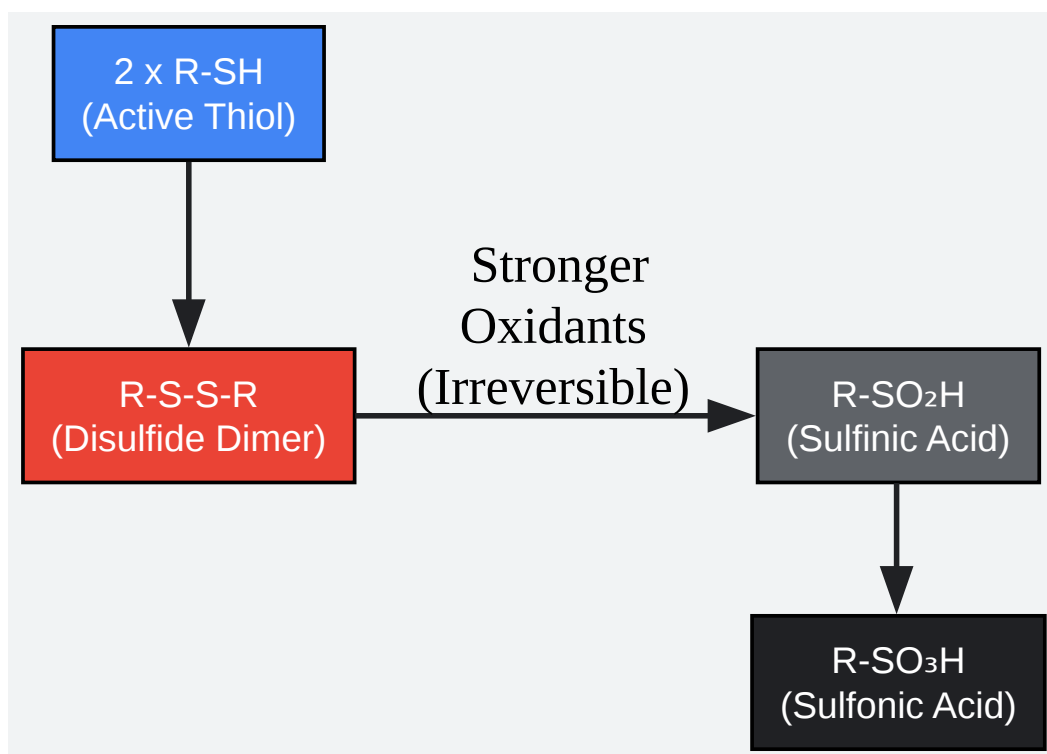 2 x R-SH
(Active Thiol)
Stronger
Oxidants
(Irreversible)
R-S-S-R
(Disulfide Dimer)
R-SO₂H
(Sulfinic Acid)
R-SO₃H
(Sulfonic Acid)